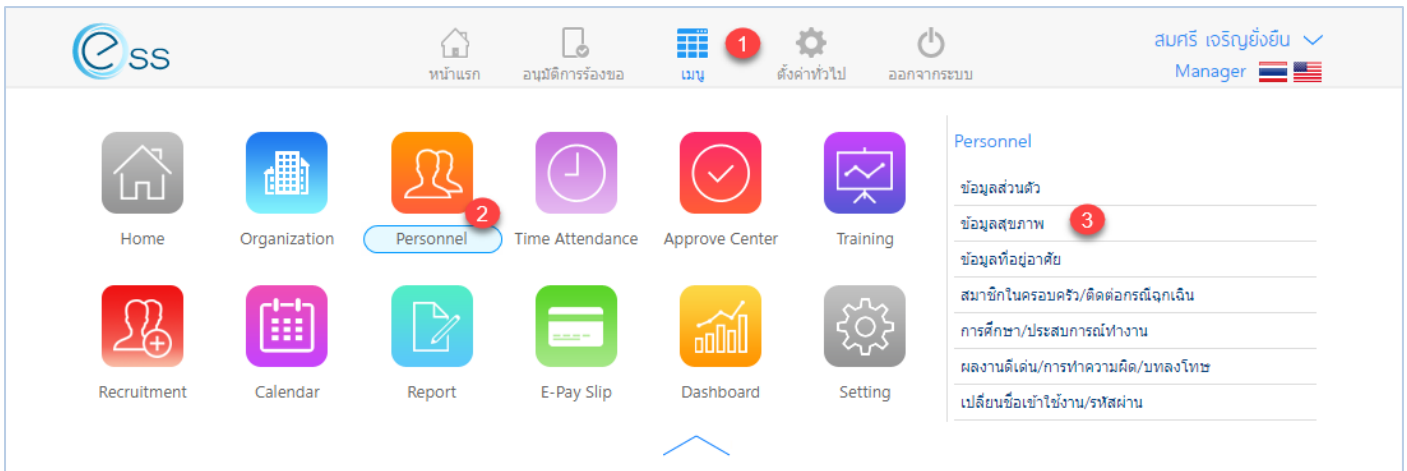 ess
สมศรี เจริญยั่งยืน
1
หน้าแรก อนุมัติการร้องขอ เมนู ตั้งค่าทั่วไป ออกจากระบบ
Manager
Personnel
ข้อมูลส่วนตัว
2
ข้อมูลสุขภาพ 3
Home Organization Personnel Time Attendance Approve Center Training
ข้อมูลที่อยู่อาศัย
สมาชิกในครอบครัว/ติดต่อกรณีฉุกเฉิน
การศึกษา/ประสบการณ์ทำงาน
ผลงานดีเด่น/การทำความผิด/บทลงโทษ
Recruitment Calendar Report E-Pay Slip Dashboard Setting
เปลี่ยนชื่อเข้าใช้งาน/รหัสผ่าน